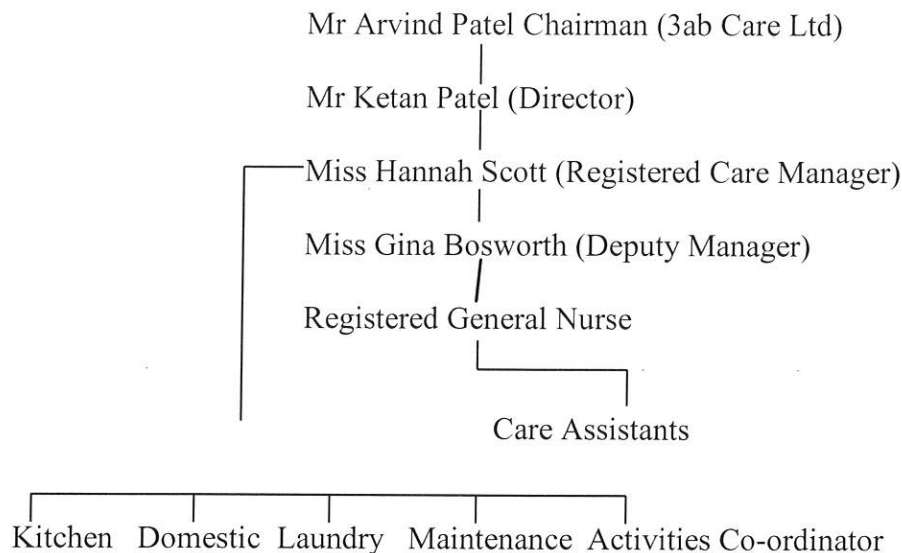 Mr Arvind Patel Chairman (3ab Care Ltd)
Mr Ketan Patel (Director)
Miss Hannah Scott (Registered Care Manager)
Miss Gina Bosworth (Deputy Manager)
Registered General Nurse
Care Assistants
Kitchen Domestic Laundry Maintenance Activities Co-ordinator